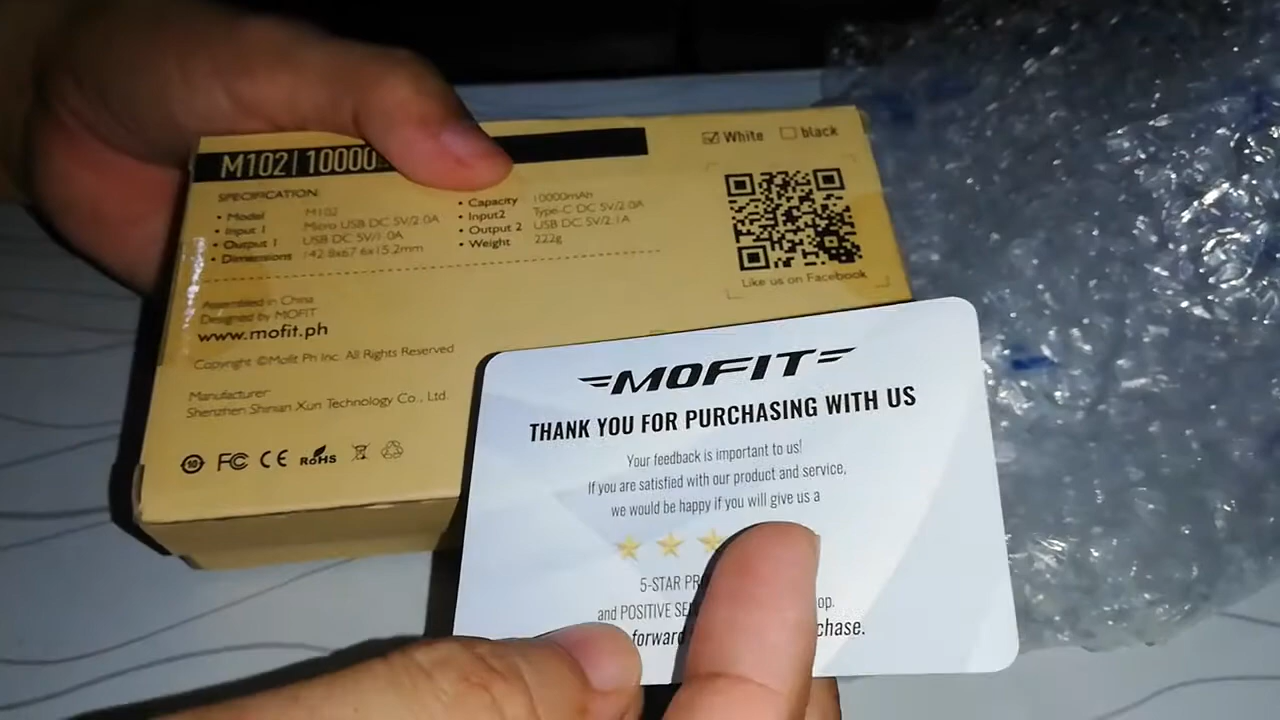 M102| 10000
White black
SPECIFICATION:
• Model M102
• Input 1 Micro USB DC 5V/2.0A
• Output 1 USB DC 5V/1.0A
• Dimensions 142.8x67.6x15.2mm
• Capacity 10000mAh
• Input2 Type-C DC 5V/2.0A
• Output 2 USB DC 5V/2.1A
• Weight 222g
Like us on Facebook
Assembled in China
Designed by MOFIT
www.mofit.ph
Copyright ©Mofit Ph Inc. All Rights Reserved
Manufacturer
Shenzhen Shinian Xun Technology Co., Ltd.
10 FC CE RoHS
MOFIT
THANK YOU FOR PURCHASING WITH US
Your feedback is important to us!
If you are satisfied with our product and service,
we would be happy if you will give us a
5-STAR
and POSITIVE
forward